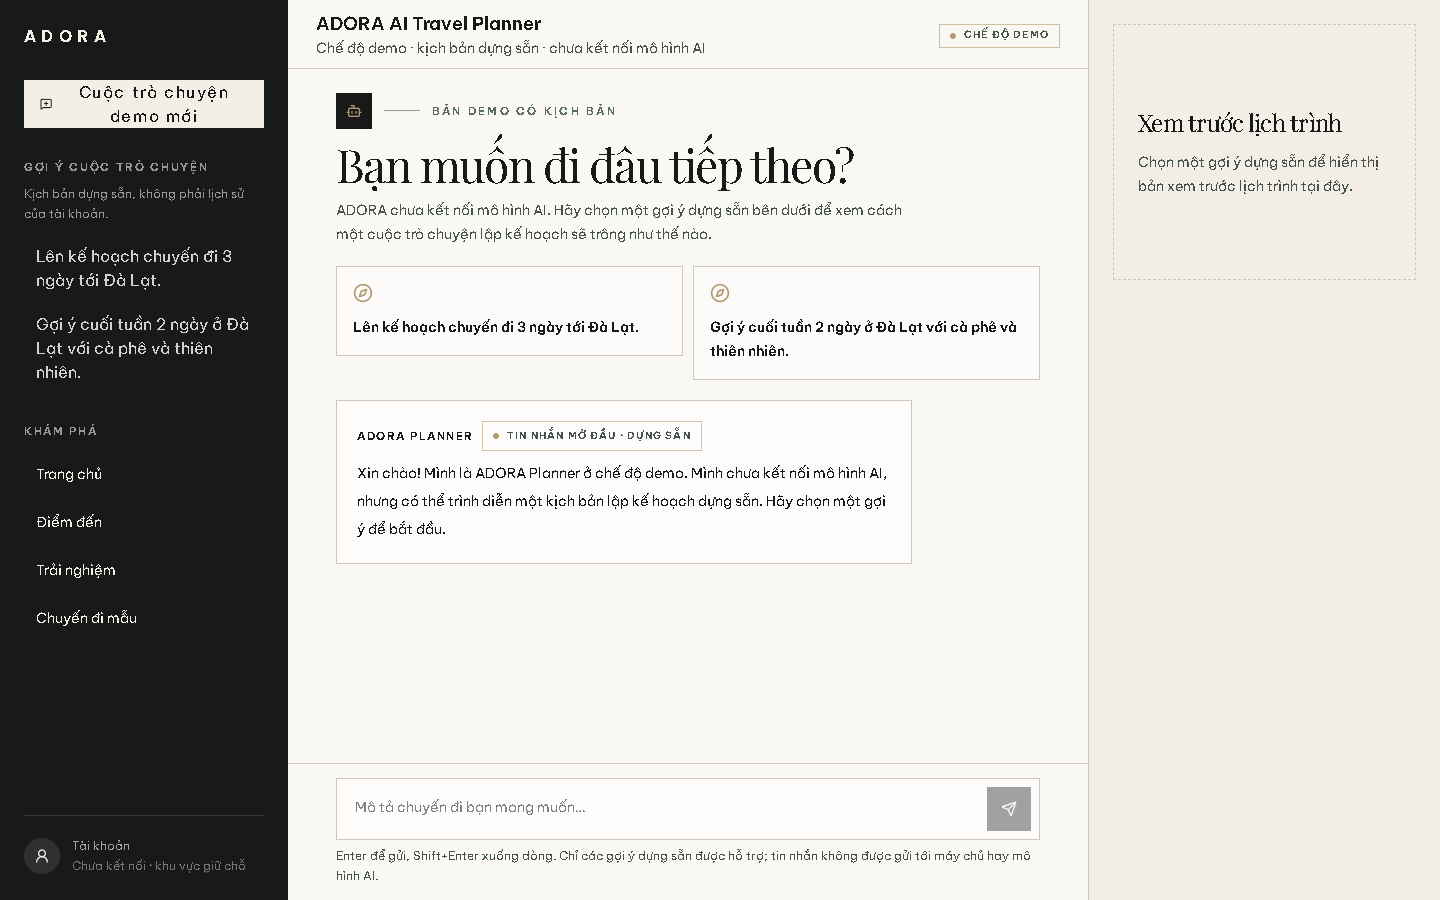 ADORA
Cuộc trò chuyện
demo mới
GỢI Ý CUỘC TRÒ CHUYỆN
Kịch bản dựng sẵn, không phải lịch sử
của tài khoản.
Lên kế hoạch chuyến đi 3
ngày tới Đà Lạt.
Gợi ý cuối tuần 2 ngày ở Đà
Lạt với cà phê và thiên
nhiên.
KHÁM PHÁ
Trang chủ
Điểm đến
Trải nghiệm
Chuyến đi mẫu
Tài khoản
Chưa kết nối · khu vực giữ chỗ
ADORA AI Travel Planner
Chế độ demo · kịch bản dựng sẵn · chưa kết nối mô hình AI
CHẾ ĐỘ DEMO
BẢN DEMO CÓ KỊCH BẢN
Bạn muốn đi đâu tiếp theo?
ADORA chưa kết nối mô hình AI. Hãy chọn một gợi ý dựng sẵn bên dưới để xem cách
một cuộc trò chuyện lập kế hoạch sẽ trông như thế nào.
Lên kế hoạch chuyến đi 3 ngày tới Đà Lạt.
Gợi ý cuối tuần 2 ngày ở Đà Lạt với cà phê và
thiên nhiên.
ADORA PLANNER
TIN NHẮN MỞ ĐẦU · DỰNG SẴN
Xin chào! Mình là ADORA Planner ở chế độ demo. Mình chưa kết nối mô hình AI,
nhưng có thể trình diễn một kịch bản lập kế hoạch dựng sẵn. Hãy chọn một gợi
ý để bắt đầu.
Mô tả chuyến đi bạn mong muốn...
Enter để gửi, Shift+Enter xuống dòng. Chỉ các gợi ý dựng sẵn được hỗ trợ; tin nhắn không được gửi tới máy chủ hay mô
hình AI.
Xem trước lịch trình
Chọn một gợi ý dựng sẵn để hiển thị
bản xem trước lịch trình tại đây.